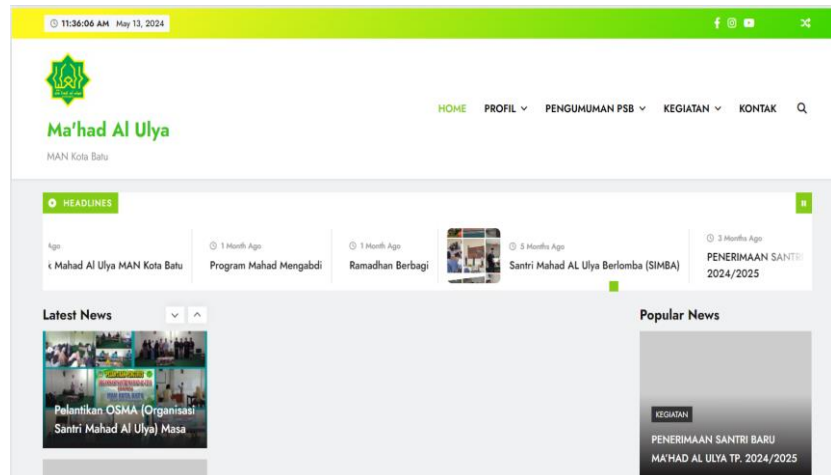 11:36:06 AM May 13, 2024
Ma'had Al Ulya
MAN Kota Batu
HOME PROFIL PENGUMUMAN PSB KEGIATAN KONTAK
HEADLINES
Ago
1 Month Ago
1 Month Ago
5 Months Ago
3 Months Ago
k Mahad Al Ulya MAN Kota Batu
Program Mahad Mengabdi
Ramadhan Berbagi
Santri Mahad AL Ulya Berlomba (SIMBA)
PENERIMAAN SANTRI
2024/2025
Latest News
Popular News
Pelantikan OSMA (Organisasi
Santri Mahad Al Ulya) Masa
KEGIATAN
PENERIMAAN SANTRI BARU
MA'HAD AL ULYA TP. 2024/2025